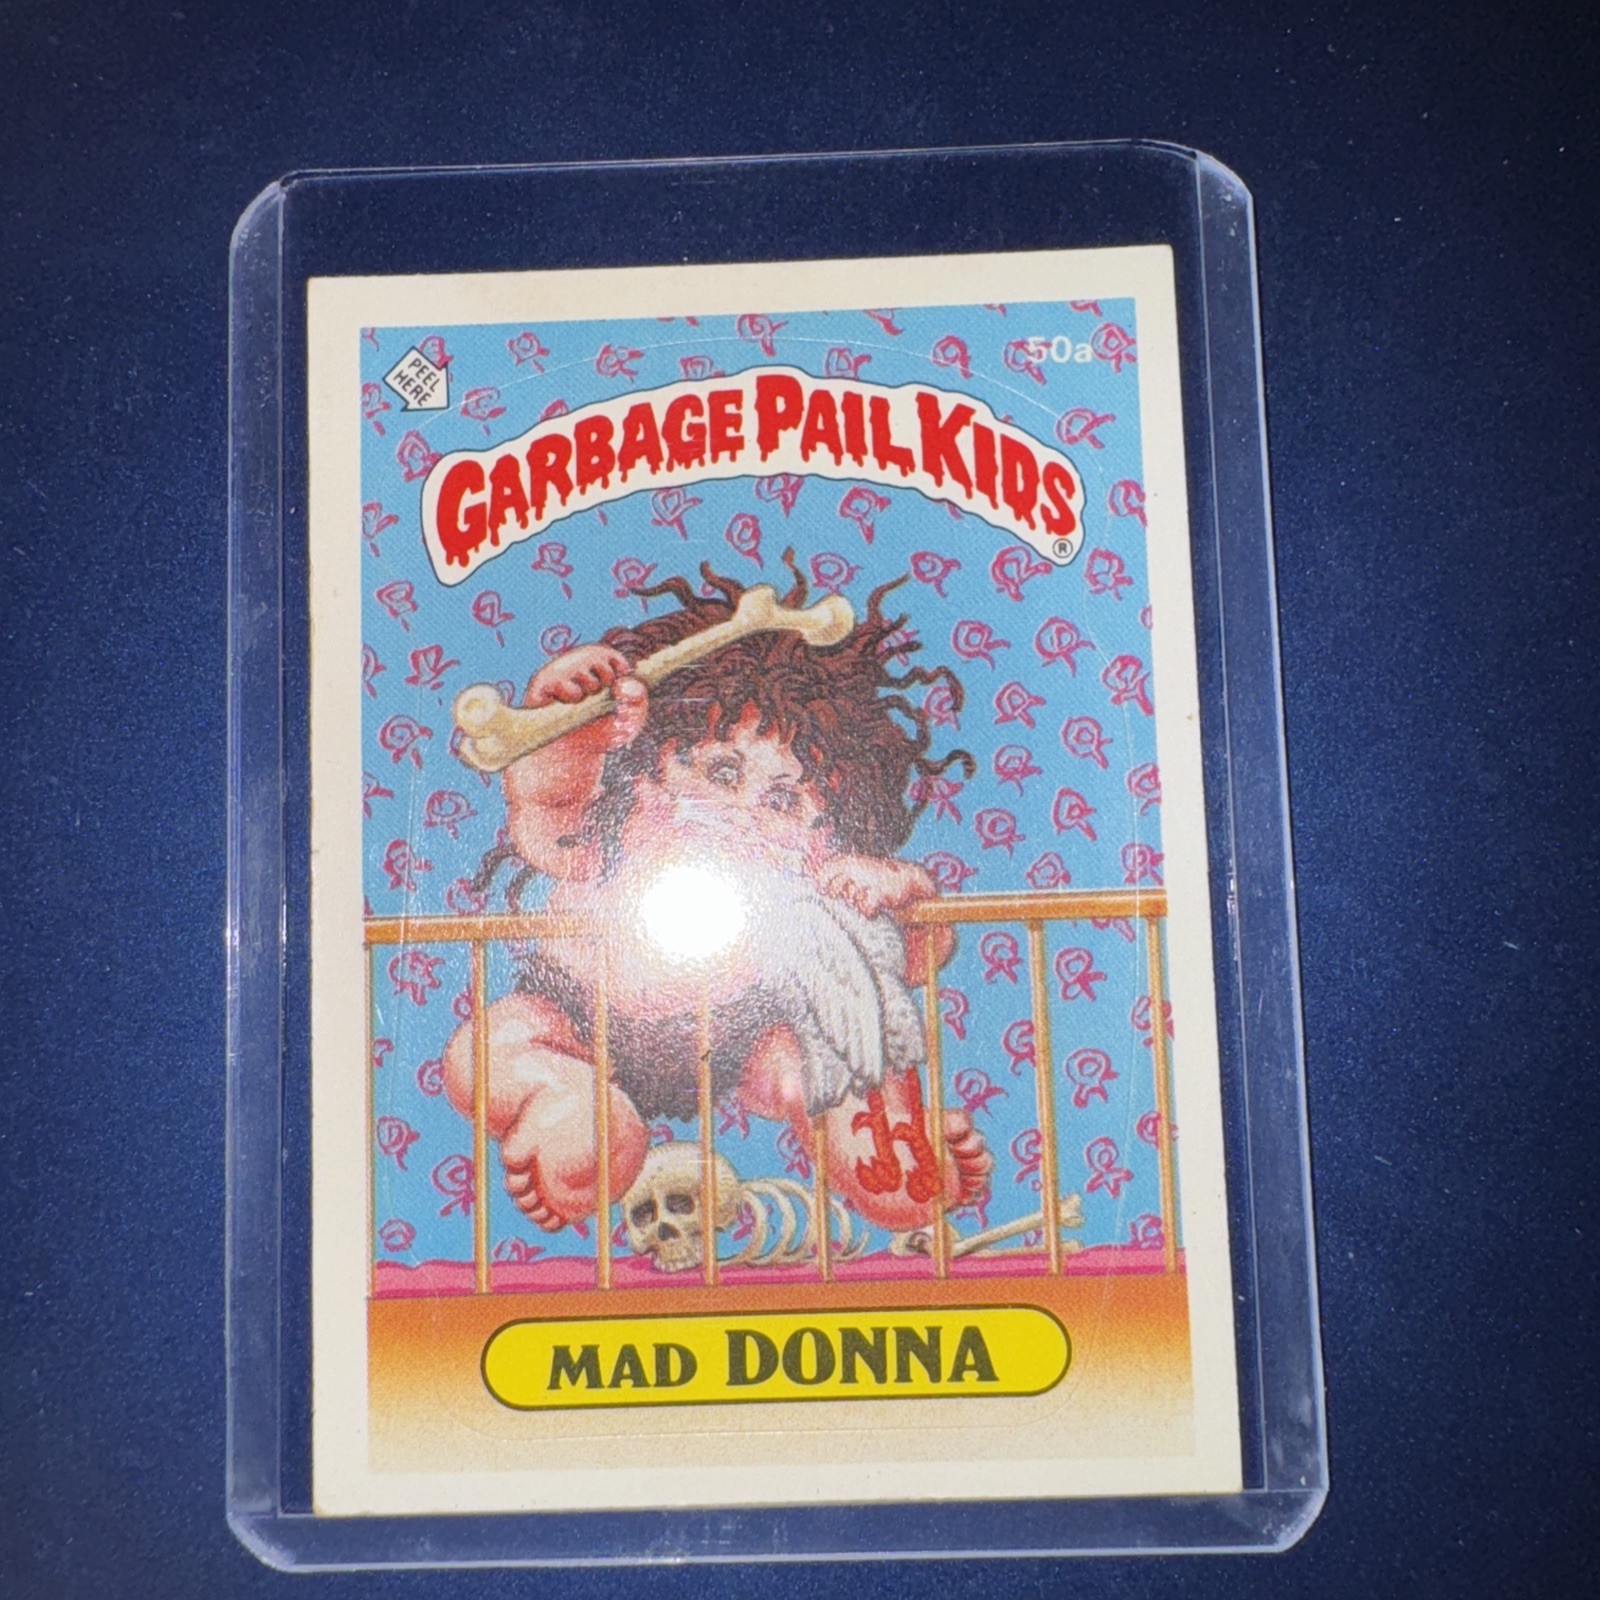 50a
PEEL
HERE
GARBAGE PAIL KIDS
®
MAD DONNA